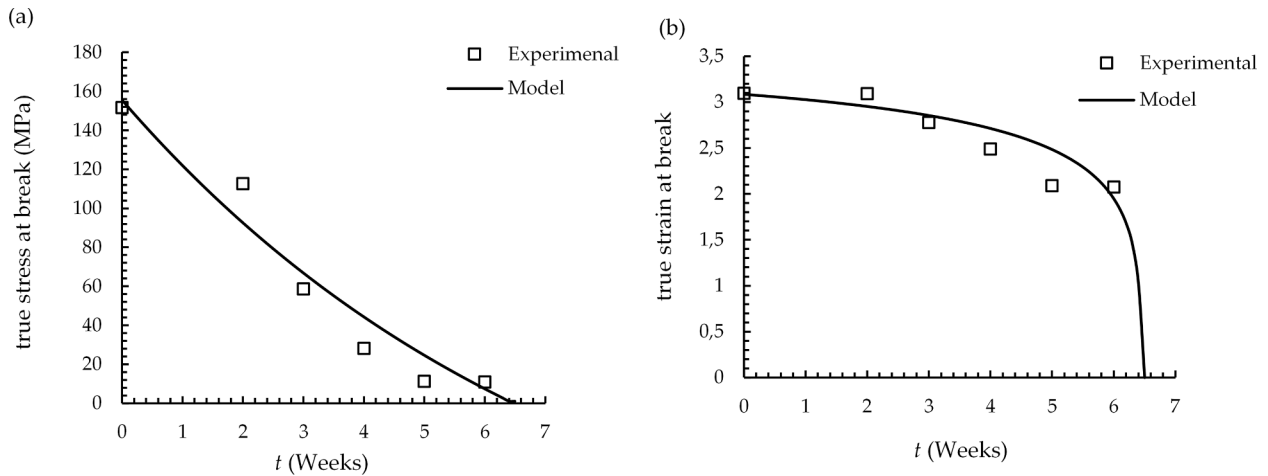 (a)
true stress at break (MPa)
180
160
140
120
100
80
60
40
20
0
0 1 2 3 4 5 6 7
t (Weeks)
Experimenal
Model
(b)
true strain at break
3,5
3
2,5
2
1,5
1
0,5
0
0 1 2 3 4 5 6 7
t (Weeks)
Experimental
Model